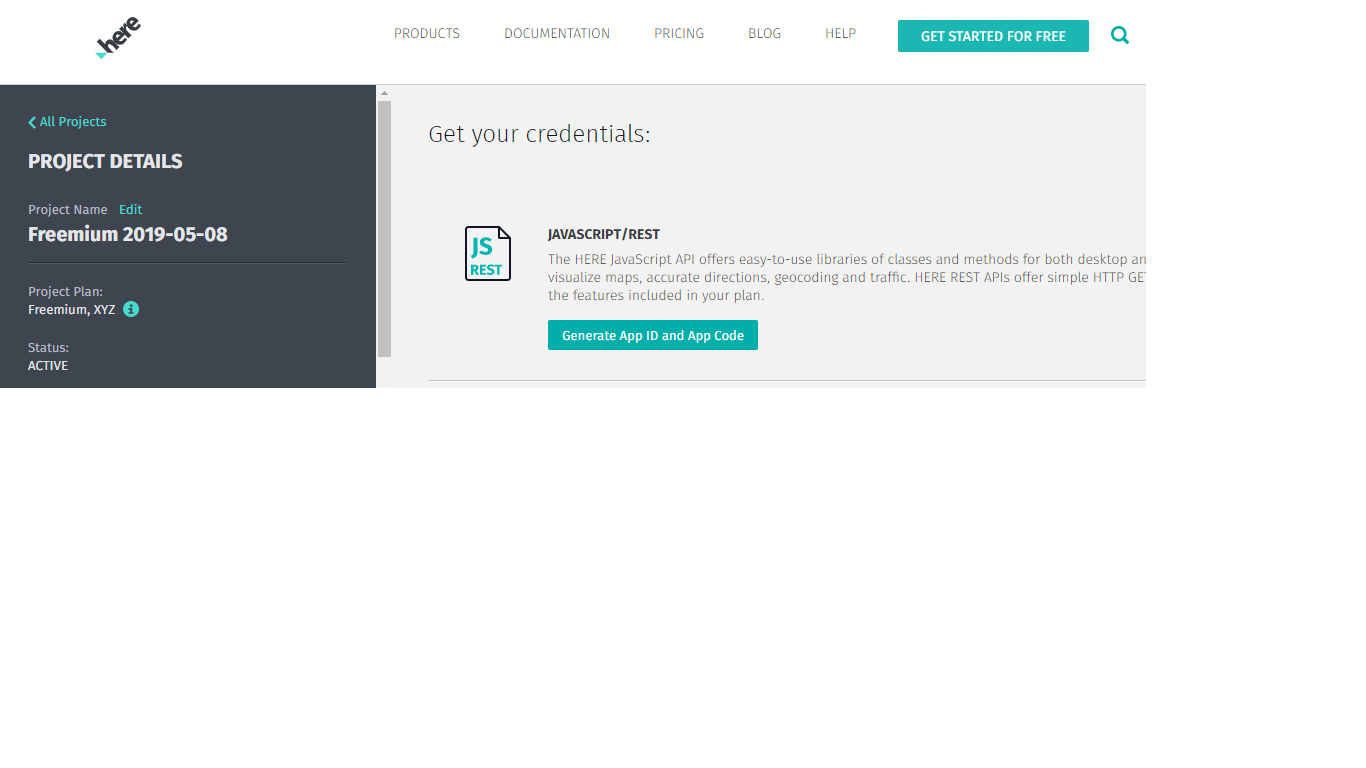 here
PRODUCTS
DOCUMENTATION
PRICING
BLOG
HELP
GET STARTED FOR FREE
All Projects
PROJECT DETAILS
Project Name Edit
Freemium 2019-05-08
Project Plan:
Freemium, XYZ
Status:
ACTIVE
Get your credentials:
JS
REST
JAVASCRIPT/REST
The HERE JavaScript API offers easy-to-use libraries of classes and methods for both desktop an
visualize maps, accurate directions, geocoding and traffic. HERE REST APIs offer simple HTTP GE
the features included in your plan.
Generate App ID and App Code